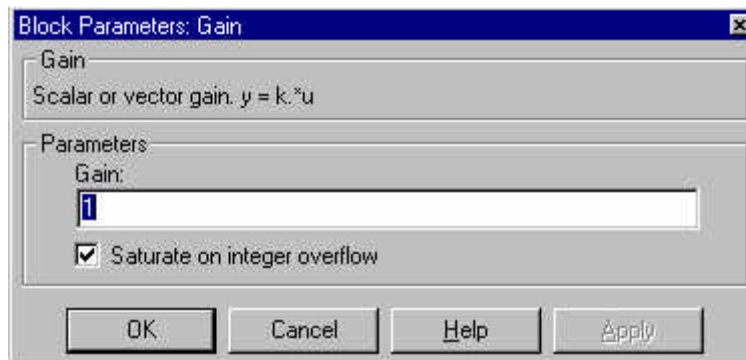 Block Parameters: Gain
Gain
Scalar or vector gain. y = k.*u
Parameters
Gain:
1
Saturate on integer overflow
OK Cancel Help Apply